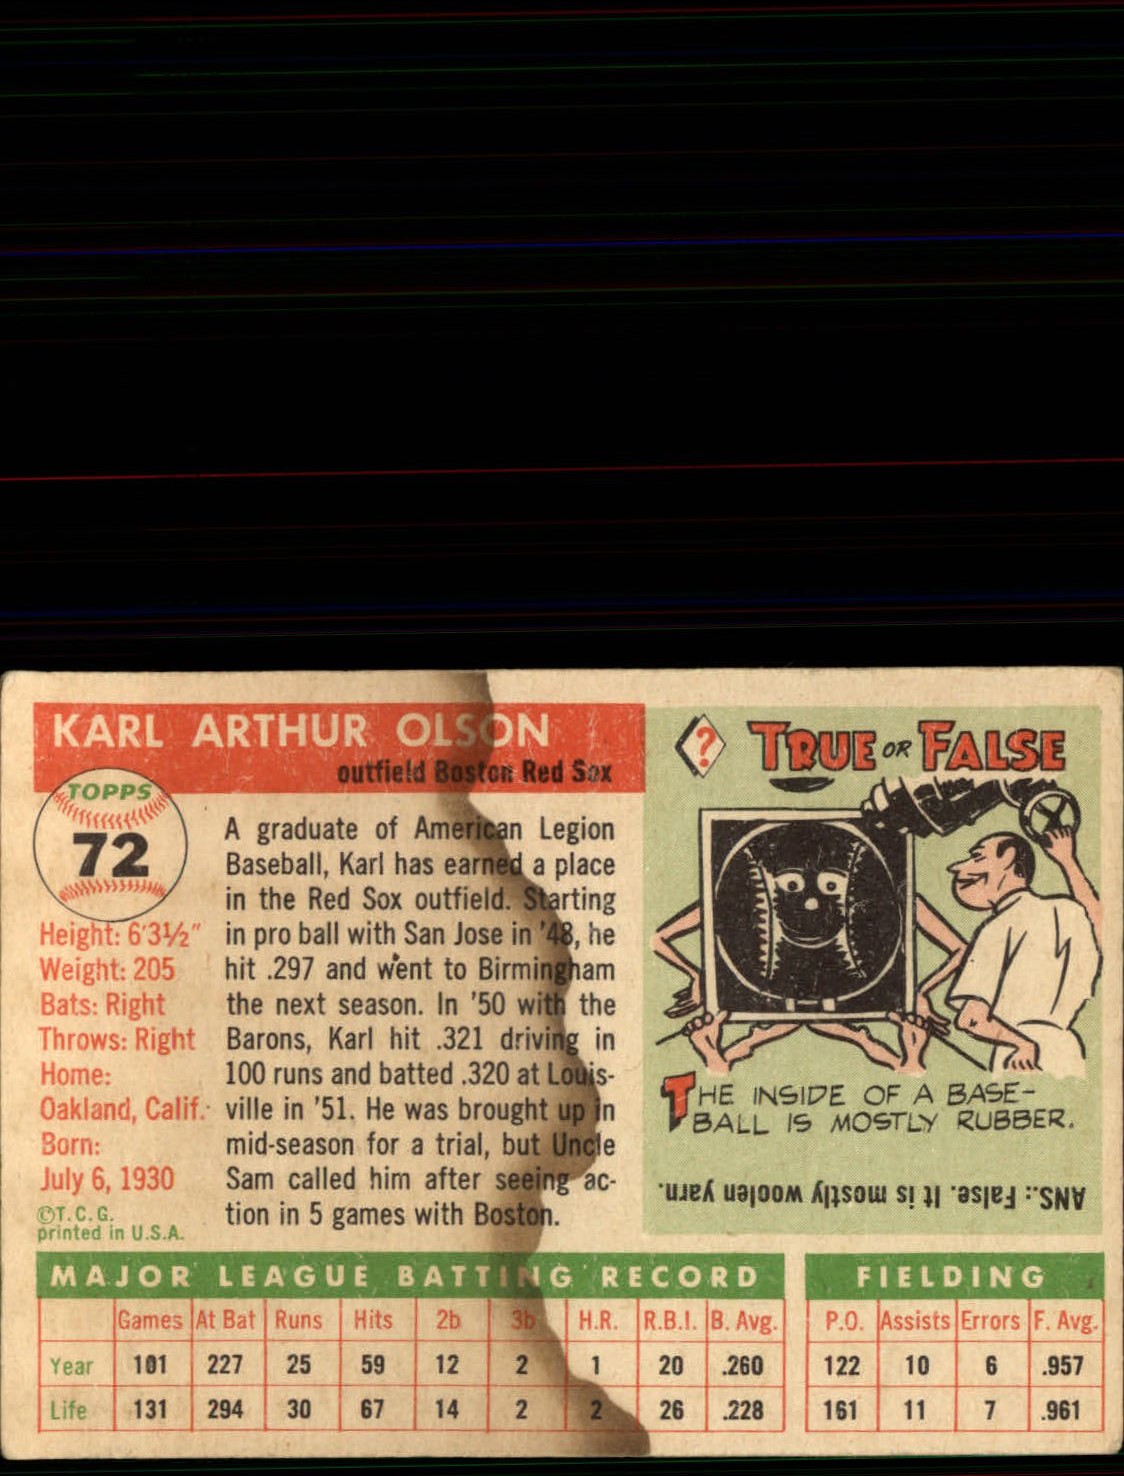 KARL ARTHUR OLSON
outfield Boston Red Sox
TOPPS
72
Height: 6'3½"
Weight: 205
Bats: Right
Throws: Right
Home:
Oakland, Calif.
Born:
July 6, 1930
©T.C.G.
printed in U.S.A.
A graduate of American Legion
Baseball, Karl has earned a place
in the Red Sox outfield. Starting
in pro ball with San Jose in '48, he
hit .297 and went to Birmingham
the next season. In '50 with the
Barons, Karl hit .321 driving in
100 runs and batted .320 at Louis-
ville in '51. He was brought up in
mid-season for a trial, but Uncle
Sam called him after seeing ac-
tion in 5 games with Boston.
? TRUE OR FALSE
THE INSIDE OF A BASE-
BALL IS MOSTLY RUBBER.
ANS.: False. It is mostly woolen yarn.
MAJOR LEAGUE BATTING RECORD
Games At Bat Runs Hits 2b 3b H.R. R.B.I. B. Avg.
Year 101 227 25 59 12 2 1 20 .260
Life 131 294 30 67 14 2 2 26 .228
FIELDING
P.O. Assists Errors F. Avg.
122 10 6 .957
161 11 7 .961